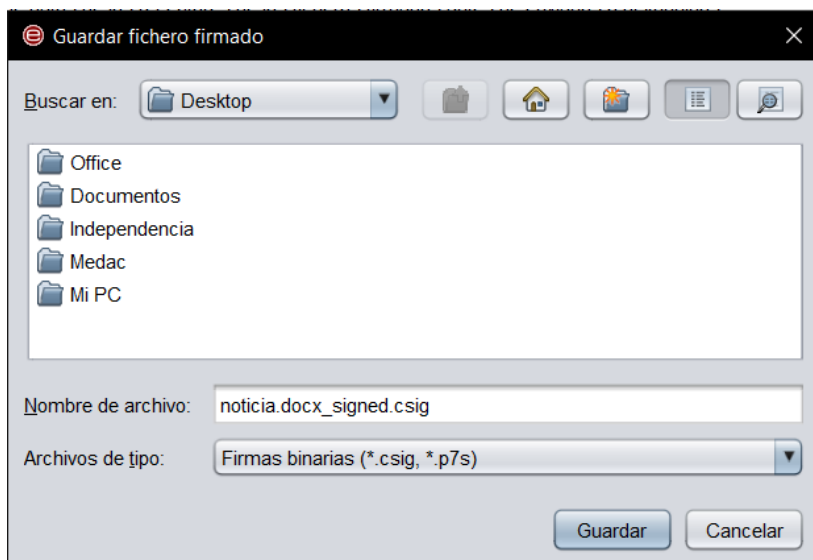 Guardar fichero firmado
Buscar en: Desktop
Office
Documentos
Independencia
Medac
Mi PC
Nombre de archivo: noticia.docx_signed.csig
Archivos de tipo: Firmas binarias (*.csig, *.p7s)
Guardar Cancelar